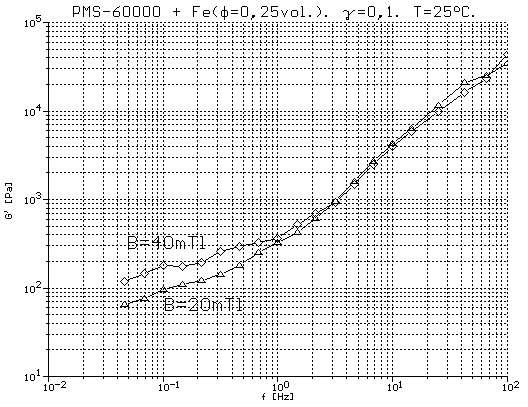 PMS-60000 + Fe(ϕ=0,25vol.). γ=0,1. T=25°C.
10^5
10^4
10^3
10^2
10^1
G' [Pa]
B=40mTl
B=20mTl
10^-2 10^-1 10^0 10^1 10^2
f [Hz]